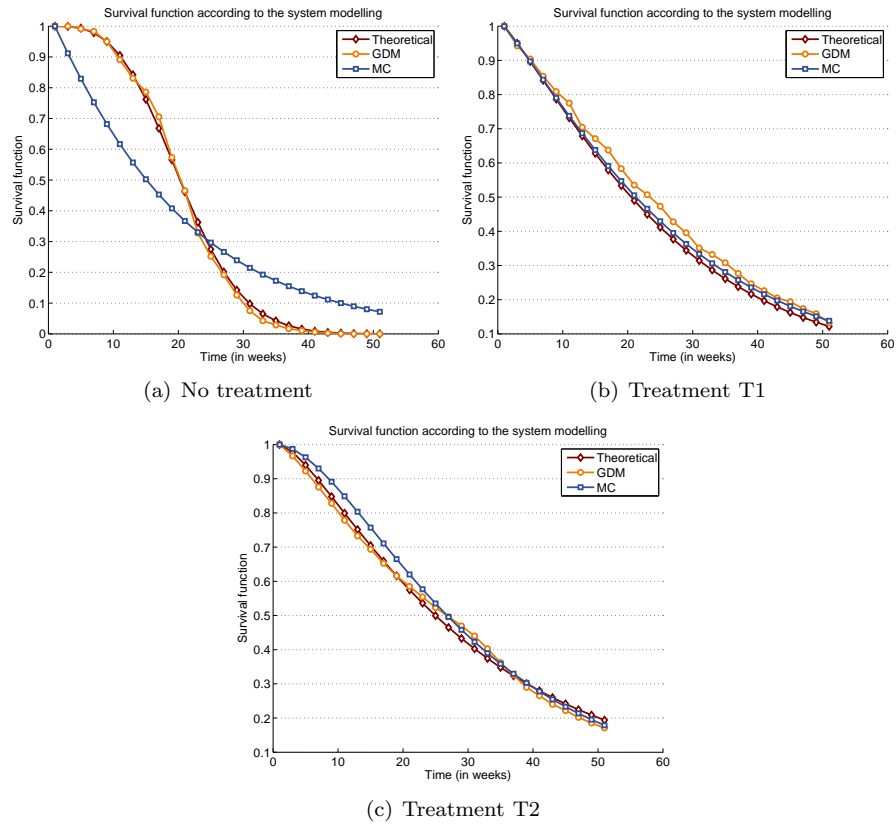 Survival function according to the system modelling
1
0.9
0.8
0.7
0.6
0.5
0.4
0.3
0.2
0.1
0
Survival function
Theoretical
GDM
MC
0 10 20 30 40 50 60
Time (in weeks)
(a) No treatment
Survival function according to the system modelling
1
0.9
0.8
0.7
0.6
0.5
0.4
0.3
0.2
0.1
Survival function
Theoretical
GDM
MC
0 10 20 30 40 50 60
Time (in weeks)
(b) Treatment T1
Survival function according to the system modelling
1
0.9
0.8
0.7
0.6
0.5
0.4
0.3
0.2
0.1
Survival function
Theoretical
GDM
MC
0 10 20 30 40 50 60
Time (in weeks)
(c) Treatment T2